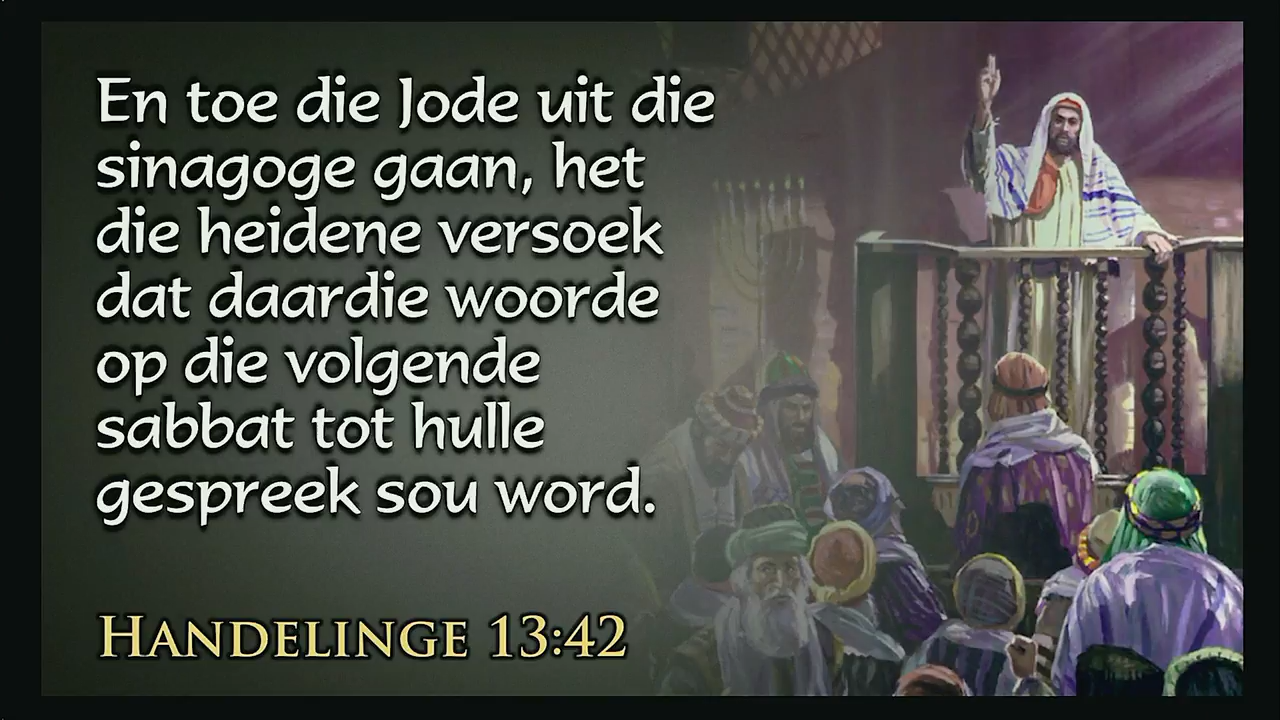 En toe die Jode uit die
sinagoge gaan, het
die heidene versoek
dat daardie woorde
op die volgende
sabbat tot hulle
gespreek sou word.
HANDELINGE 13:42